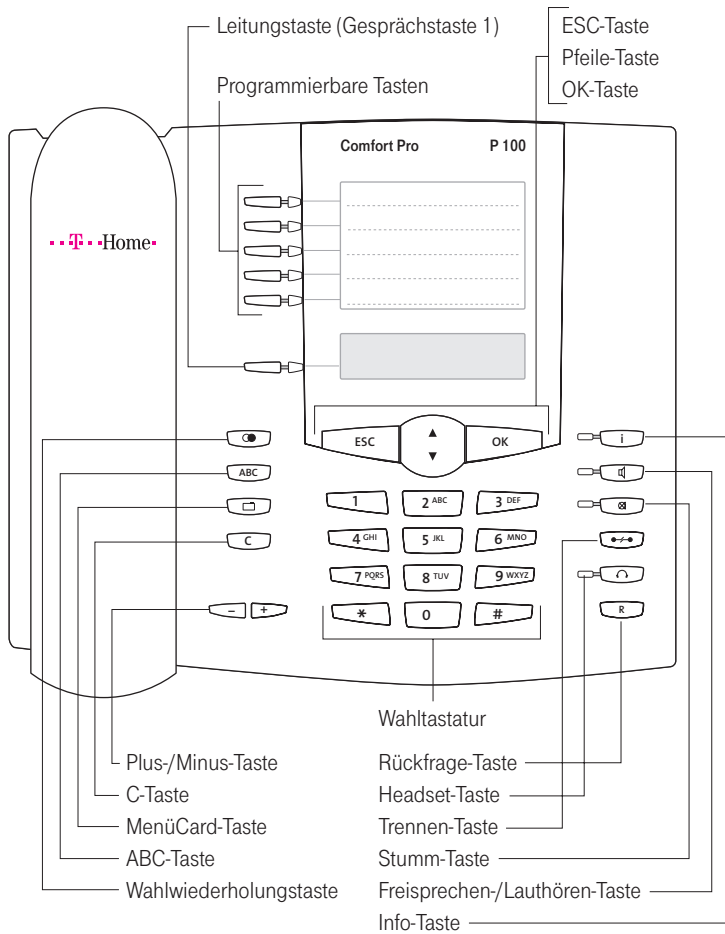 Leitungstaste (Gesprächstaste 1)
ESC-Taste
Pfeile-Taste
OK-Taste
Programmierbare Tasten
Comfort Pro P 100
T Home
ESC
OK
i
ABC
C
1
2 ABC
3 DEF
4 GHI
5 JKL
6 MNO
7 PQRS
8 TUV
9 WXYZ
*
0
#
- +
R
Wahltastatur
Plus-/Minus-Taste
C-Taste
MenüCard-Taste
ABC-Taste
Wahlwiederholungstaste
Rückfrage-Taste
Headset-Taste
Trennen-Taste
Stumm-Taste
Freisprechen-/Lauthören-Taste
Info-Taste